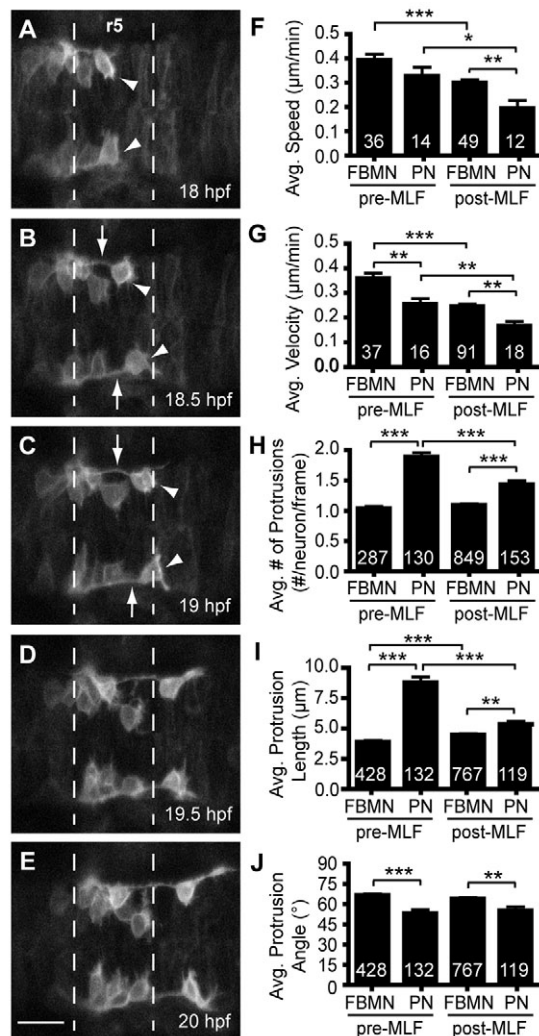 A
r5
18 hpf
B
18.5 hpf
C
19 hpf
D
19.5 hpf
E
20 hpf
F
Avg. Speed (µm/min)
0.5
0.4
0.3
0.2
0.1
0.0
***
*
**
36 14 49 12
FBMN PN FBMN PN
pre-MLF post-MLF
G
Avg. Velocity (µm/min)
0.5
0.4
0.3
0.2
0.1
0.0
***
** **
**
37 16 91 18
FBMN PN FBMN PN
pre-MLF post-MLF
H
Avg. # of Protrusions
(#/neuron/frame)
2.0
1.5
1.0
0.5
0.0
*** ***
***
287 130 849 153
FBMN PN FBMN PN
pre-MLF post-MLF
I
Avg. Protrusion
Length (µm)
10.0
7.5
5.0
2.5
0.0
***
*** ***
**
428 132 767 119
FBMN PN FBMN PN
pre-MLF post-MLF
J
Avg. Protrusion
Angle (°)
90
75
60
45
30
15
0
*** **
428 132 767 119
FBMN PN FBMN PN
pre-MLF post-MLF